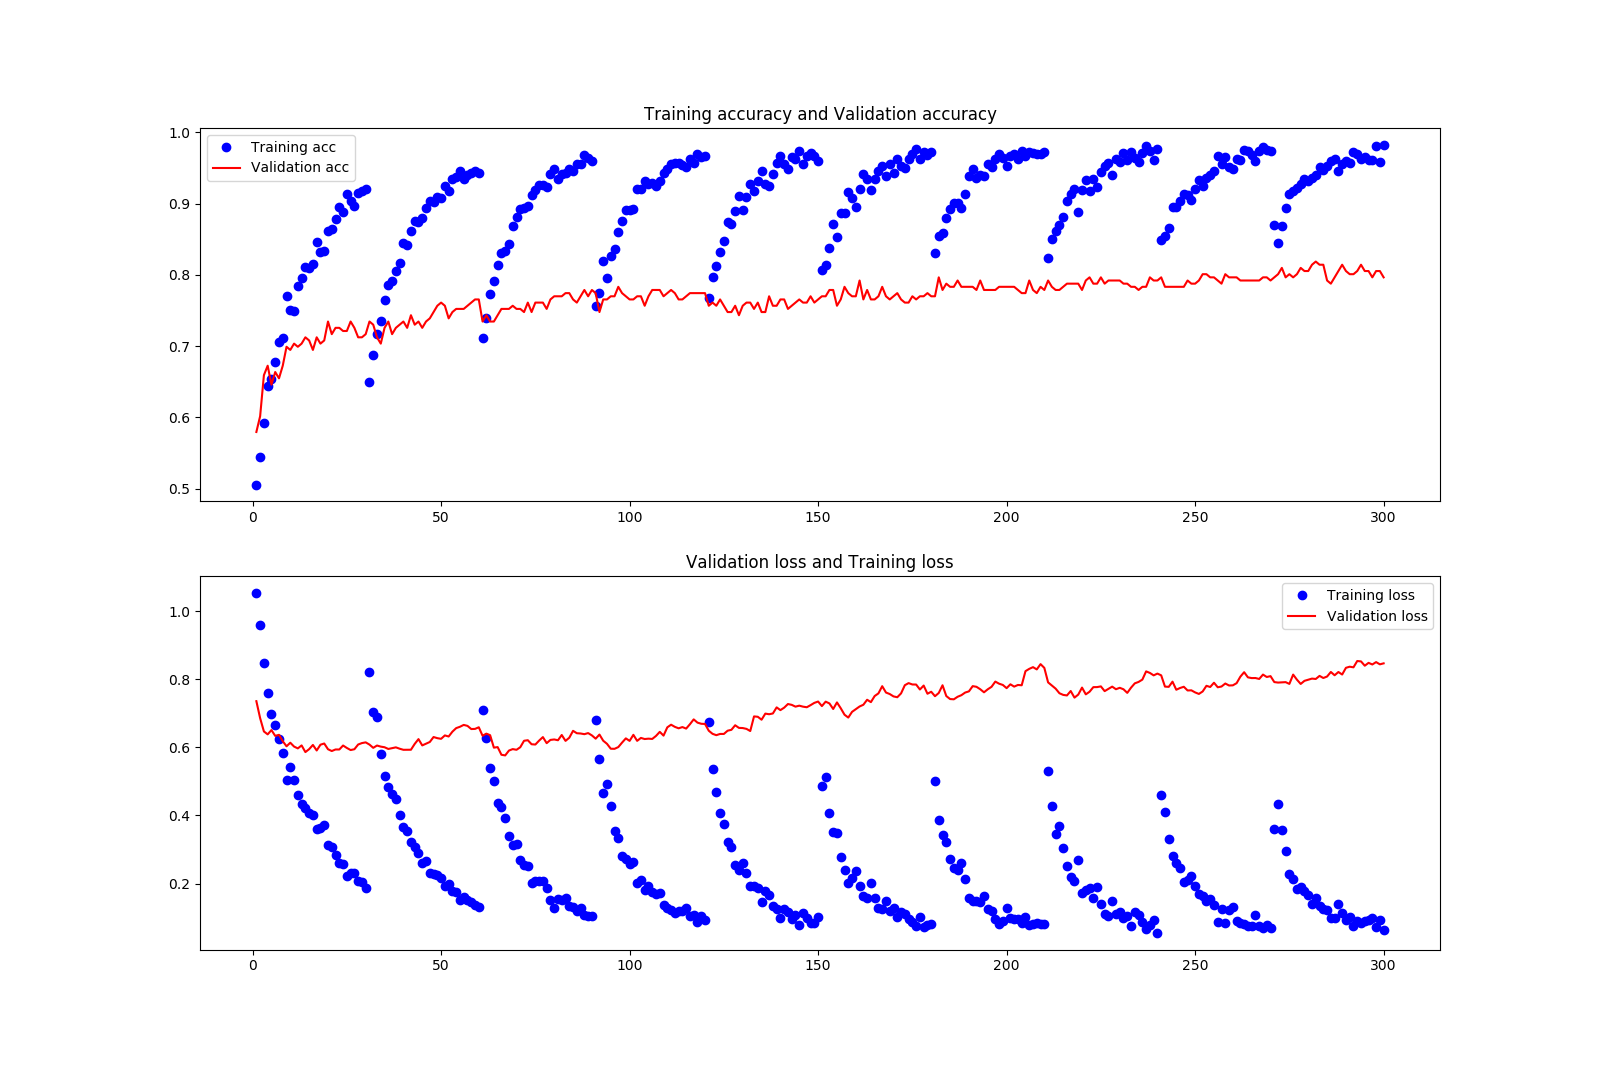 Training accuracy and Validation accuracy
1.0
0.9
0.8
0.7
0.6
0.5
Training acc
Validation acc
0 50 100 150 200 250 300
Validation loss and Training loss
1.0
0.8
0.6
0.4
0.2
Training loss
Validation loss
0 50 100 150 200 250 300